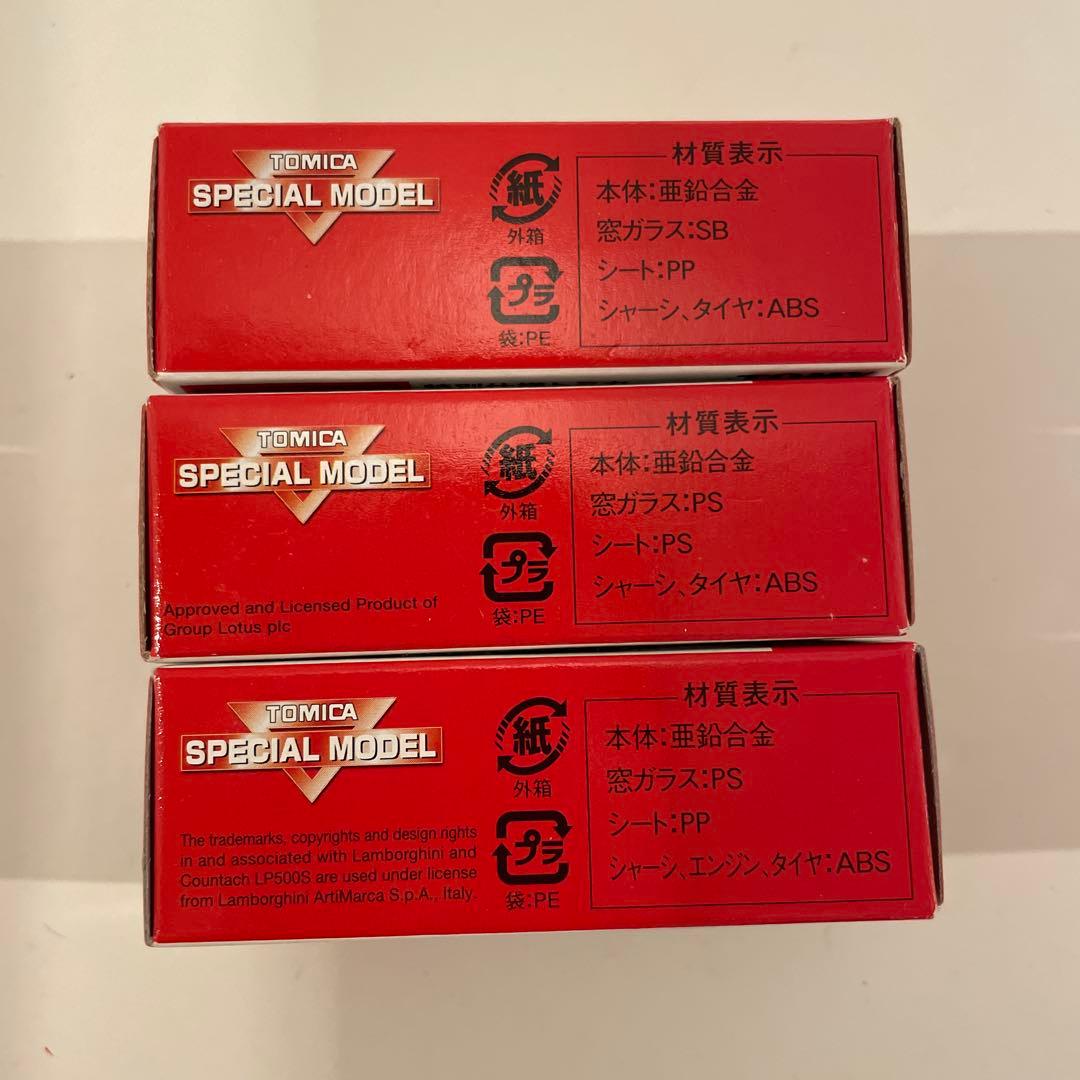 TOMICA
SPECIAL MODEL
紙
外箱
プラ
袋:PE
材質表示
本体:亜鉛合金
窓ガラス:SB
シート:PP
シャーシ、タイヤ:ABS
TOMICA
SPECIAL MODEL
Approved and Licensed Product of
Group Lotus plc
紙
外箱
プラ
袋:PE
材質表示
本体:亜鉛合金
窓ガラス:PS
シート:PS
シャーシ、タイヤ:ABS
TOMICA
SPECIAL MODEL
The trademarks, copyrights and design rights
in and associated with Lamborghini and
Countach LP500S are used under license
from Lamborghini ArtiMarca S.p.A., Italy.
紙
外箱
プラ
袋:PE
材質表示
本体:亜鉛合金
窓ガラス:PS
シート:PP
シャーシ、エンジン、タイヤ:ABS